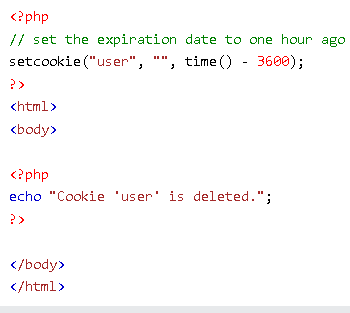 <?php
// set the expiration date to one hour ago
setcookie("user", "", time() - 3600);
?>
<html>
<body>

<?php
echo "Cookie 'user' is deleted.";
?>

</body>
</html>